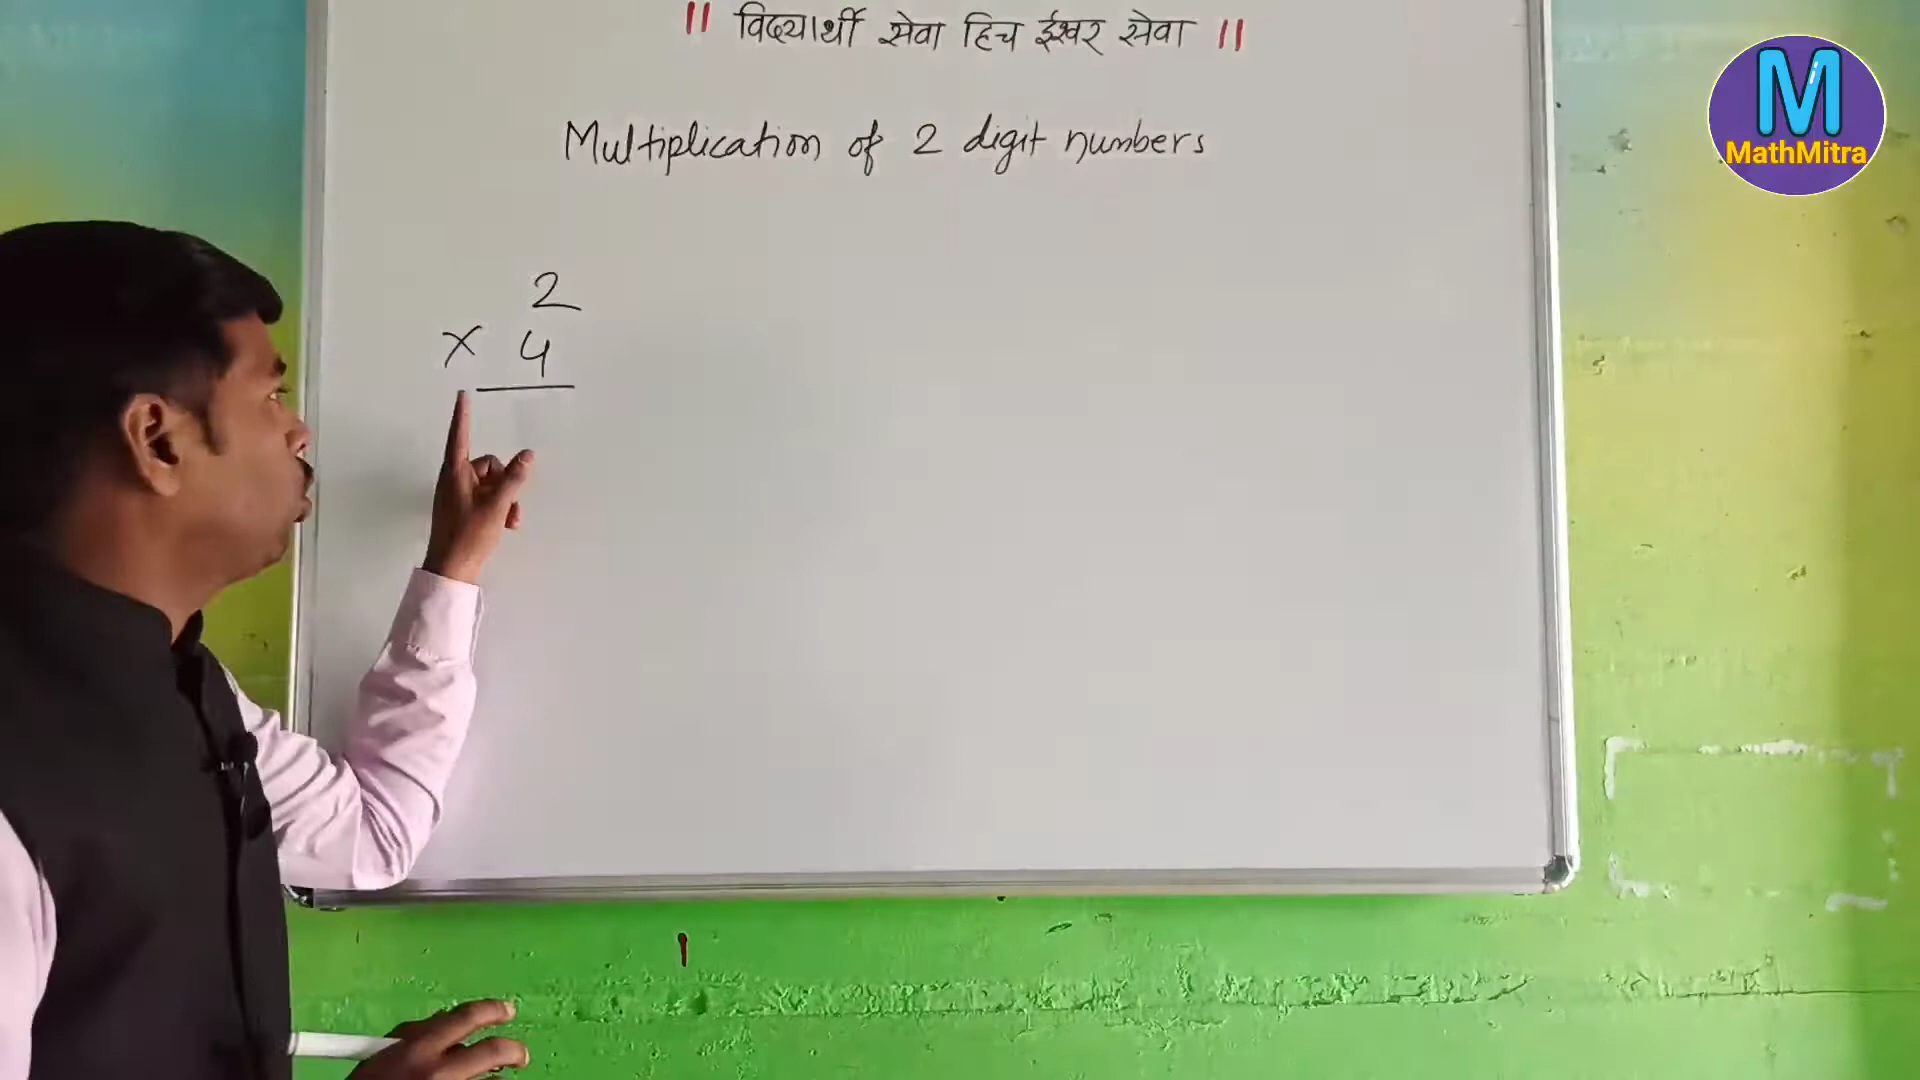 ॥ विद्यार्थी सेवा हिच ईश्वर सेवा ॥
M
MathMitra
Multiplication of 2 digit numbers
2
× 4